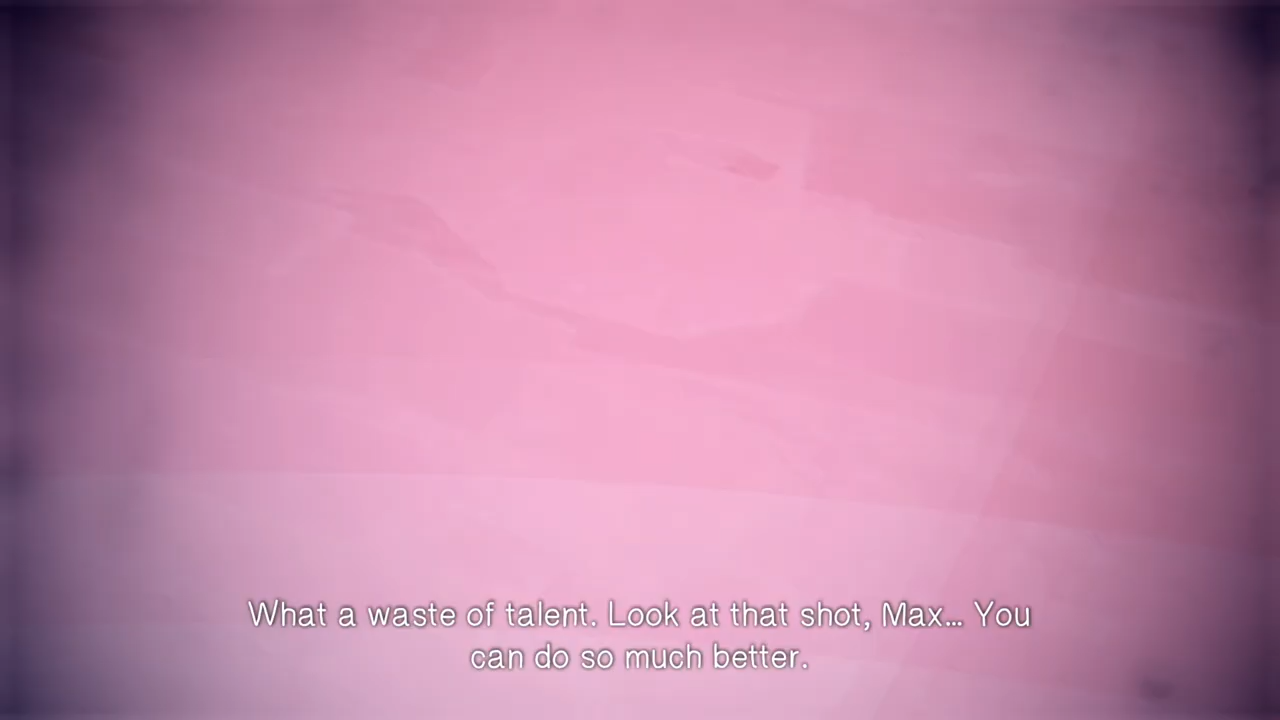 What a waste of talent. Look at that shot, Max... You
can do so much better.